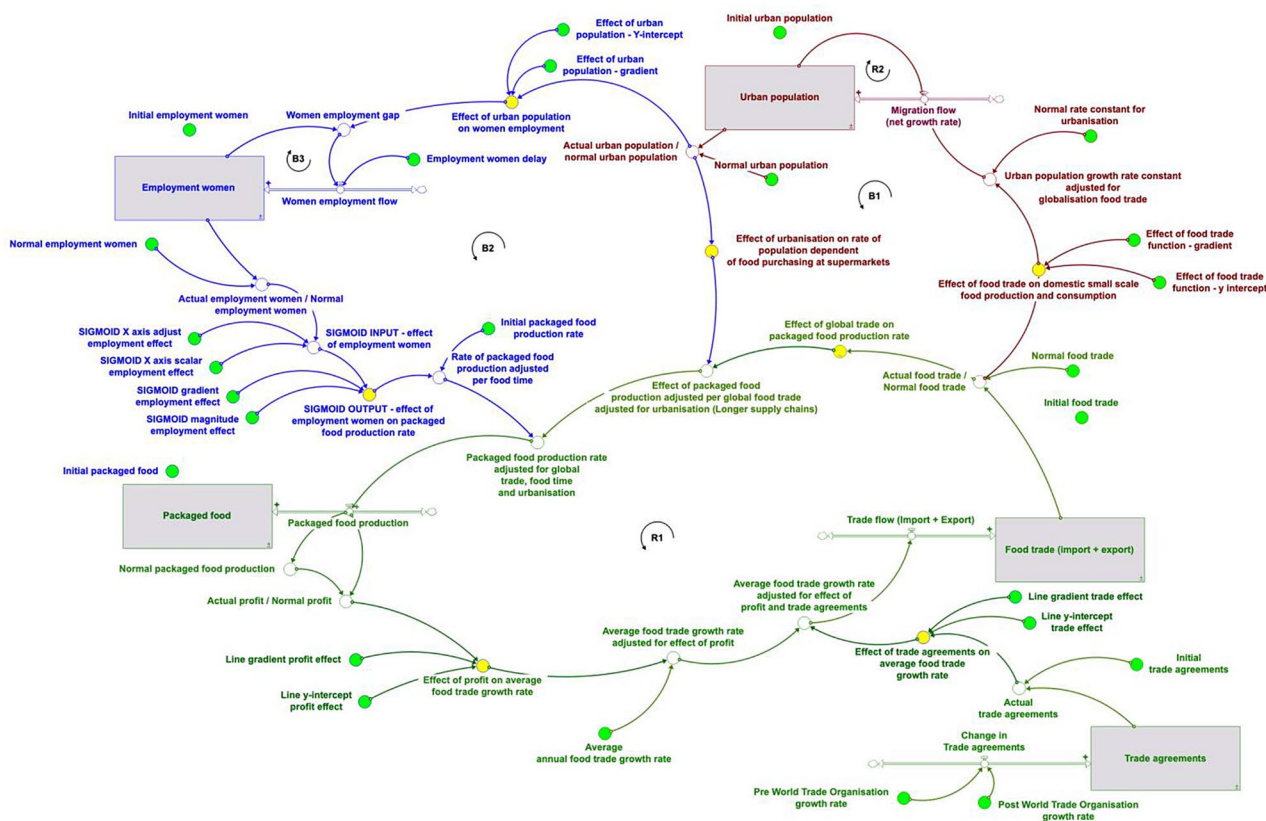 Effect of urban
population - Y-intercept
Effect of urban
population - gradient
Effect of urban population
on women employment
Women employment gap
Initial employment women
Employment women
B3
Employment women delay
Women employment flow
Initial urban population
Urban population
R2
Migration flow
(net growth rate)
Normal rate constant for
urbanisation
Actual urban population /
normal urban population
Normal urban population
B1
Urban population growth rate constant
adjusted for
globalisation food trade
Normal employment women
B2
Effect of urbanisation on rate of
population dependent
of food purchasing at supermarkets
Effect of food trade
function - gradient
Effect of food trade
function - y intercept
Effect of food trade on domestic small scale
food production and consumption
Actual employment women / Normal
employment women
SIGMOID X axis adjust
employment effect
SIGMOID INPUT - effect
of employment women
Initial packaged food
production rate
SIGMOID X axis scalar
employment effect
Rate of packaged food
production adjusted
per food time
SIGMOID gradient
employment effect
SIGMOID magnitude
employment effect
SIGMOID OUTPUT - effect of
employment women on packaged
food production rate
Effect of global trade on
packaged food production rate
Actual food trade /
Normal food trade
Normal food trade
Initial food trade
Effect of packaged food
production adjusted per global food trade
adjusted for urbanisation (Longer supply chains)
Packaged food production rate
adjusted for global
trade, food time
and urbanisation
Initial packaged food
Packaged food
Packaged food production
R1
Normal packaged food production
Actual profit / Normal profit
Trade flow (Import + Export)
Food trade (import + export)
Average food trade growth rate
adjusted for effect of
profit and trade agreements
Line gradient trade effect
Line y-intercept
trade effect
Average food trade growth rate
adjusted for effect of profit
Effect of trade agreements on
average food trade
growth rate
Line gradient profit effect
Line y-intercept
profit effect
Effect of profit on average
food trade growth rate
Initial
trade agreements
Actual
trade agreements
Average
annual food trade growth rate
Change in
Trade agreements
Trade agreements
Pre World Trade Organisation
growth rate
Post World Trade Organisation
growth rate